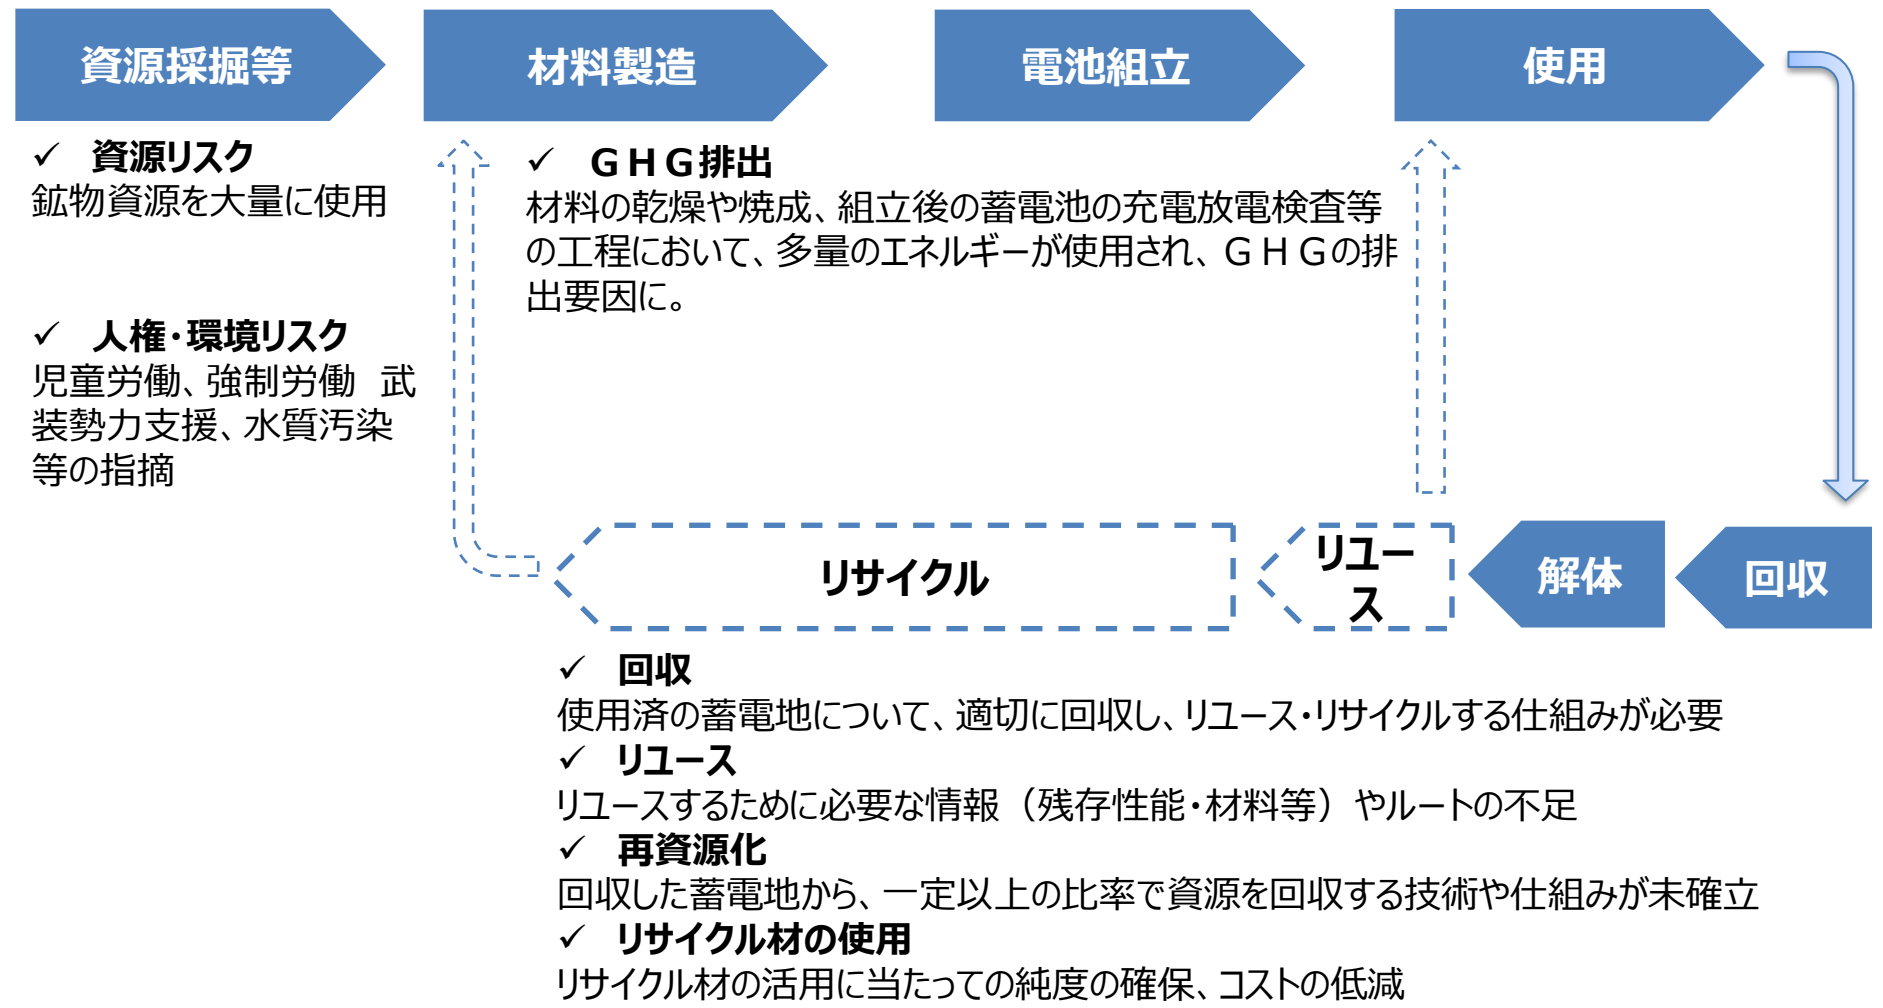 資源採掘等
材料製造
電池組立
使用
✓ 資源リスク
鉱物資源を大量に使用
✓ 人権・環境リスク
児童労働、強制労働　武
装勢力支援、水質汚染
等の指摘
✓ ＧＨＧ排出
材料の乾燥や焼成、組立後の蓄電池の充電放電検査等
の工程において、多量のエネルギーが使用され、ＧＨＧの排
出要因に。
リサイクル
リユー
ス
解体
回収
✓ 回収
使用済の蓄電地について、適切に回収し、リユース・リサイクルする仕組みが必要
✓ リユース
リユースするために必要な情報（残存性能・材料等）やルートの不足
✓ 再資源化
回収した蓄電地から、一定以上の比率で資源を回収する技術や仕組みが未確立
✓ リサイクル材の使用
リサイクル材の活用に当たっての純度の確保、コストの低減